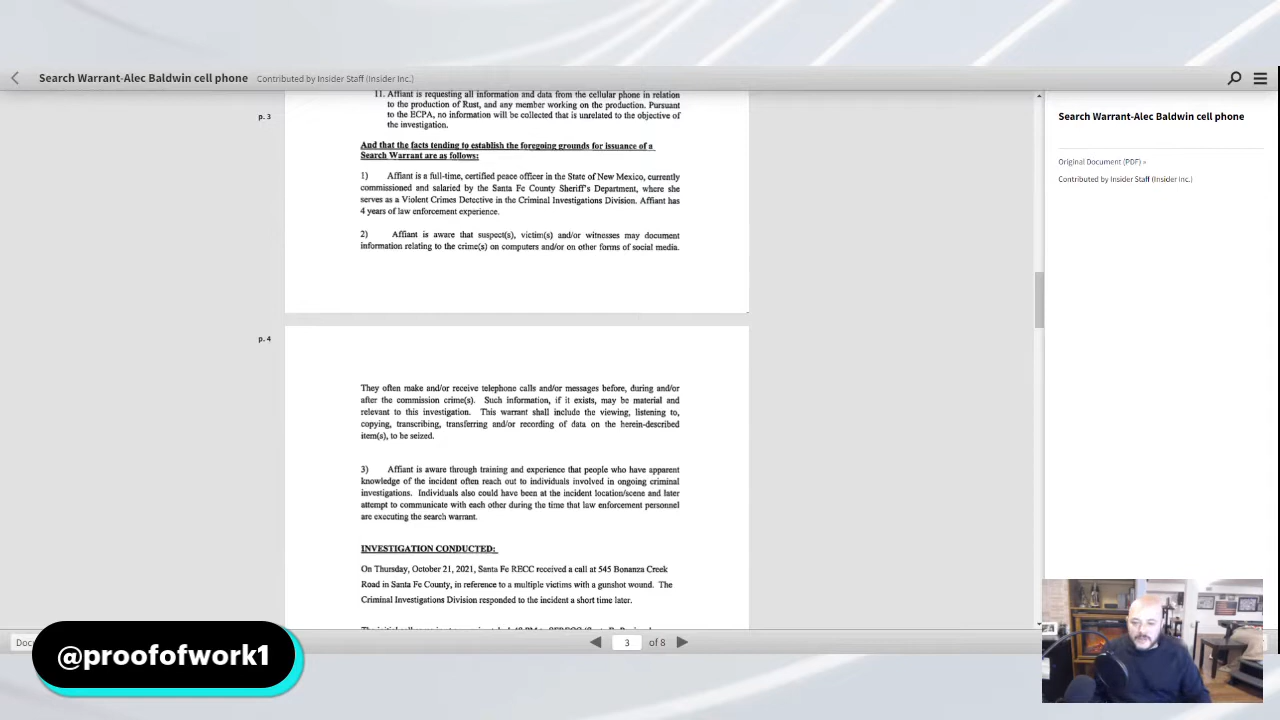 Search Warrant-Alec Baldwin cell phone Contributed by Insider Staff (Insider Inc.)
11. Affiant is requesting all information and data from the cellular phone in relation
to the production of Rust, and any member working on the production. Pursuant
to the ECPA, no information will be collected that is unrelated to the objective of
the investigation.
p. 3
And that the facts tending to establish the foregoing grounds for issuance of a
Search Warrant are as follows:
1) Affiant is a full-time, certified peace officer in the State of New Mexico, currently
commissioned and salaried by the Santa Fe County Sheriff's Department, where she
serves as a Violent Crimes Detective in the Criminal Investigations Division. Affiant has
4 years of law enforcement experience.
2) Affiant is aware that suspect(s), victim(s) and/or witnesses may document
information relating to the crime(s) on computers and/or on other forms of social media.
p. 4
They often make and/or receive telephone calls and/or messages before, during and/or
after the commission crime(s). Such information, if it exists, may be material and
relevant to this investigation. This warrant shall include the viewing, listening to,
copying, transcribing, transferring and/or recording of data on the herein-described
item(s), to be seized.
3) Affiant is aware through training and experience that people who have apparent
knowledge of the incident often reach out to individuals involved in ongoing criminal
investigations. Individuals also could have been at the incident location/scene and later
attempt to communicate with each other during the time that law enforcement personnel
are executing the search warrant.
INVESTIGATION CONDUCTED:
On Thursday, October 21, 2021, Santa Fe RECC received a call at 545 Bonanza Creek
Road in Santa Fe County, in reference to a multiple victims with a gunshot wound. The
Criminal Investigations Division responded to the incident a short time later.
Search Warrant-Alec Baldwin cell phone
Original Document (PDF) »
Contributed by Insider Staff (Insider Inc.)
Doc
3 of 8
@proofofwork1